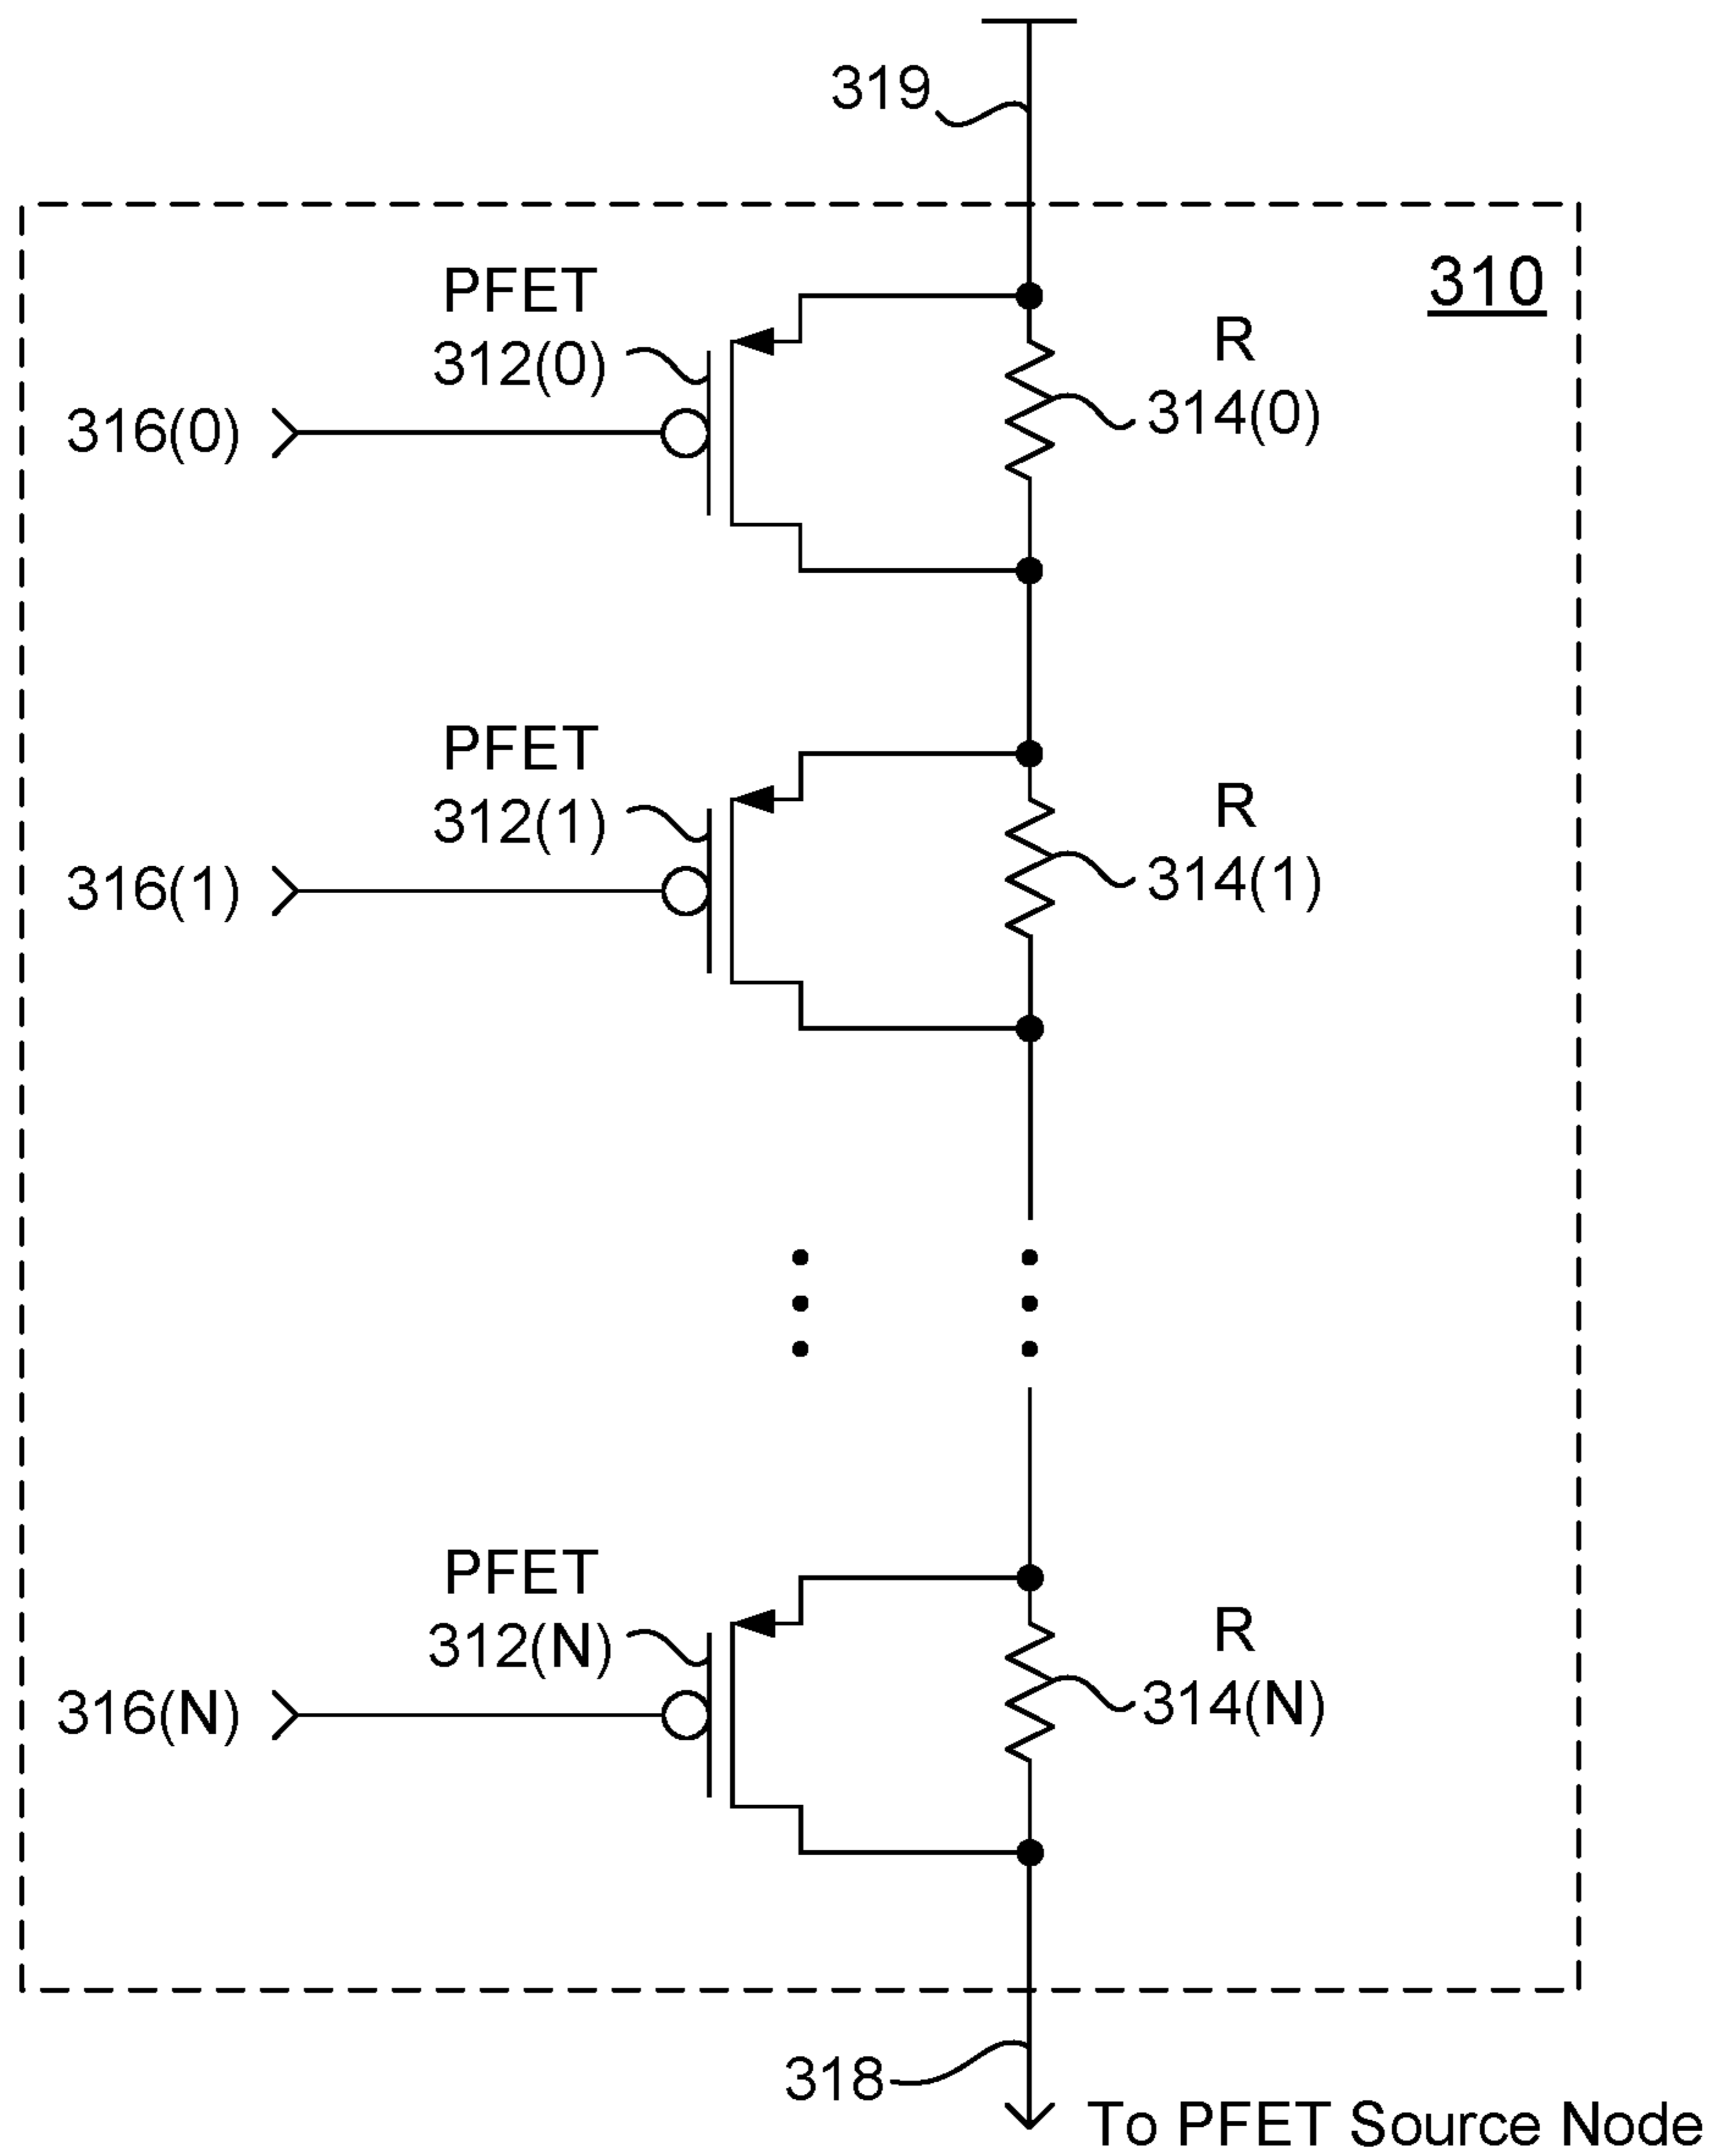 319
310
PFET
312(0)
R
314(0)
316(0)
PFET
312(1)
R
314(1)
316(1)
PFET
312(N)
R
314(N)
316(N)
318
To PFET Source Node